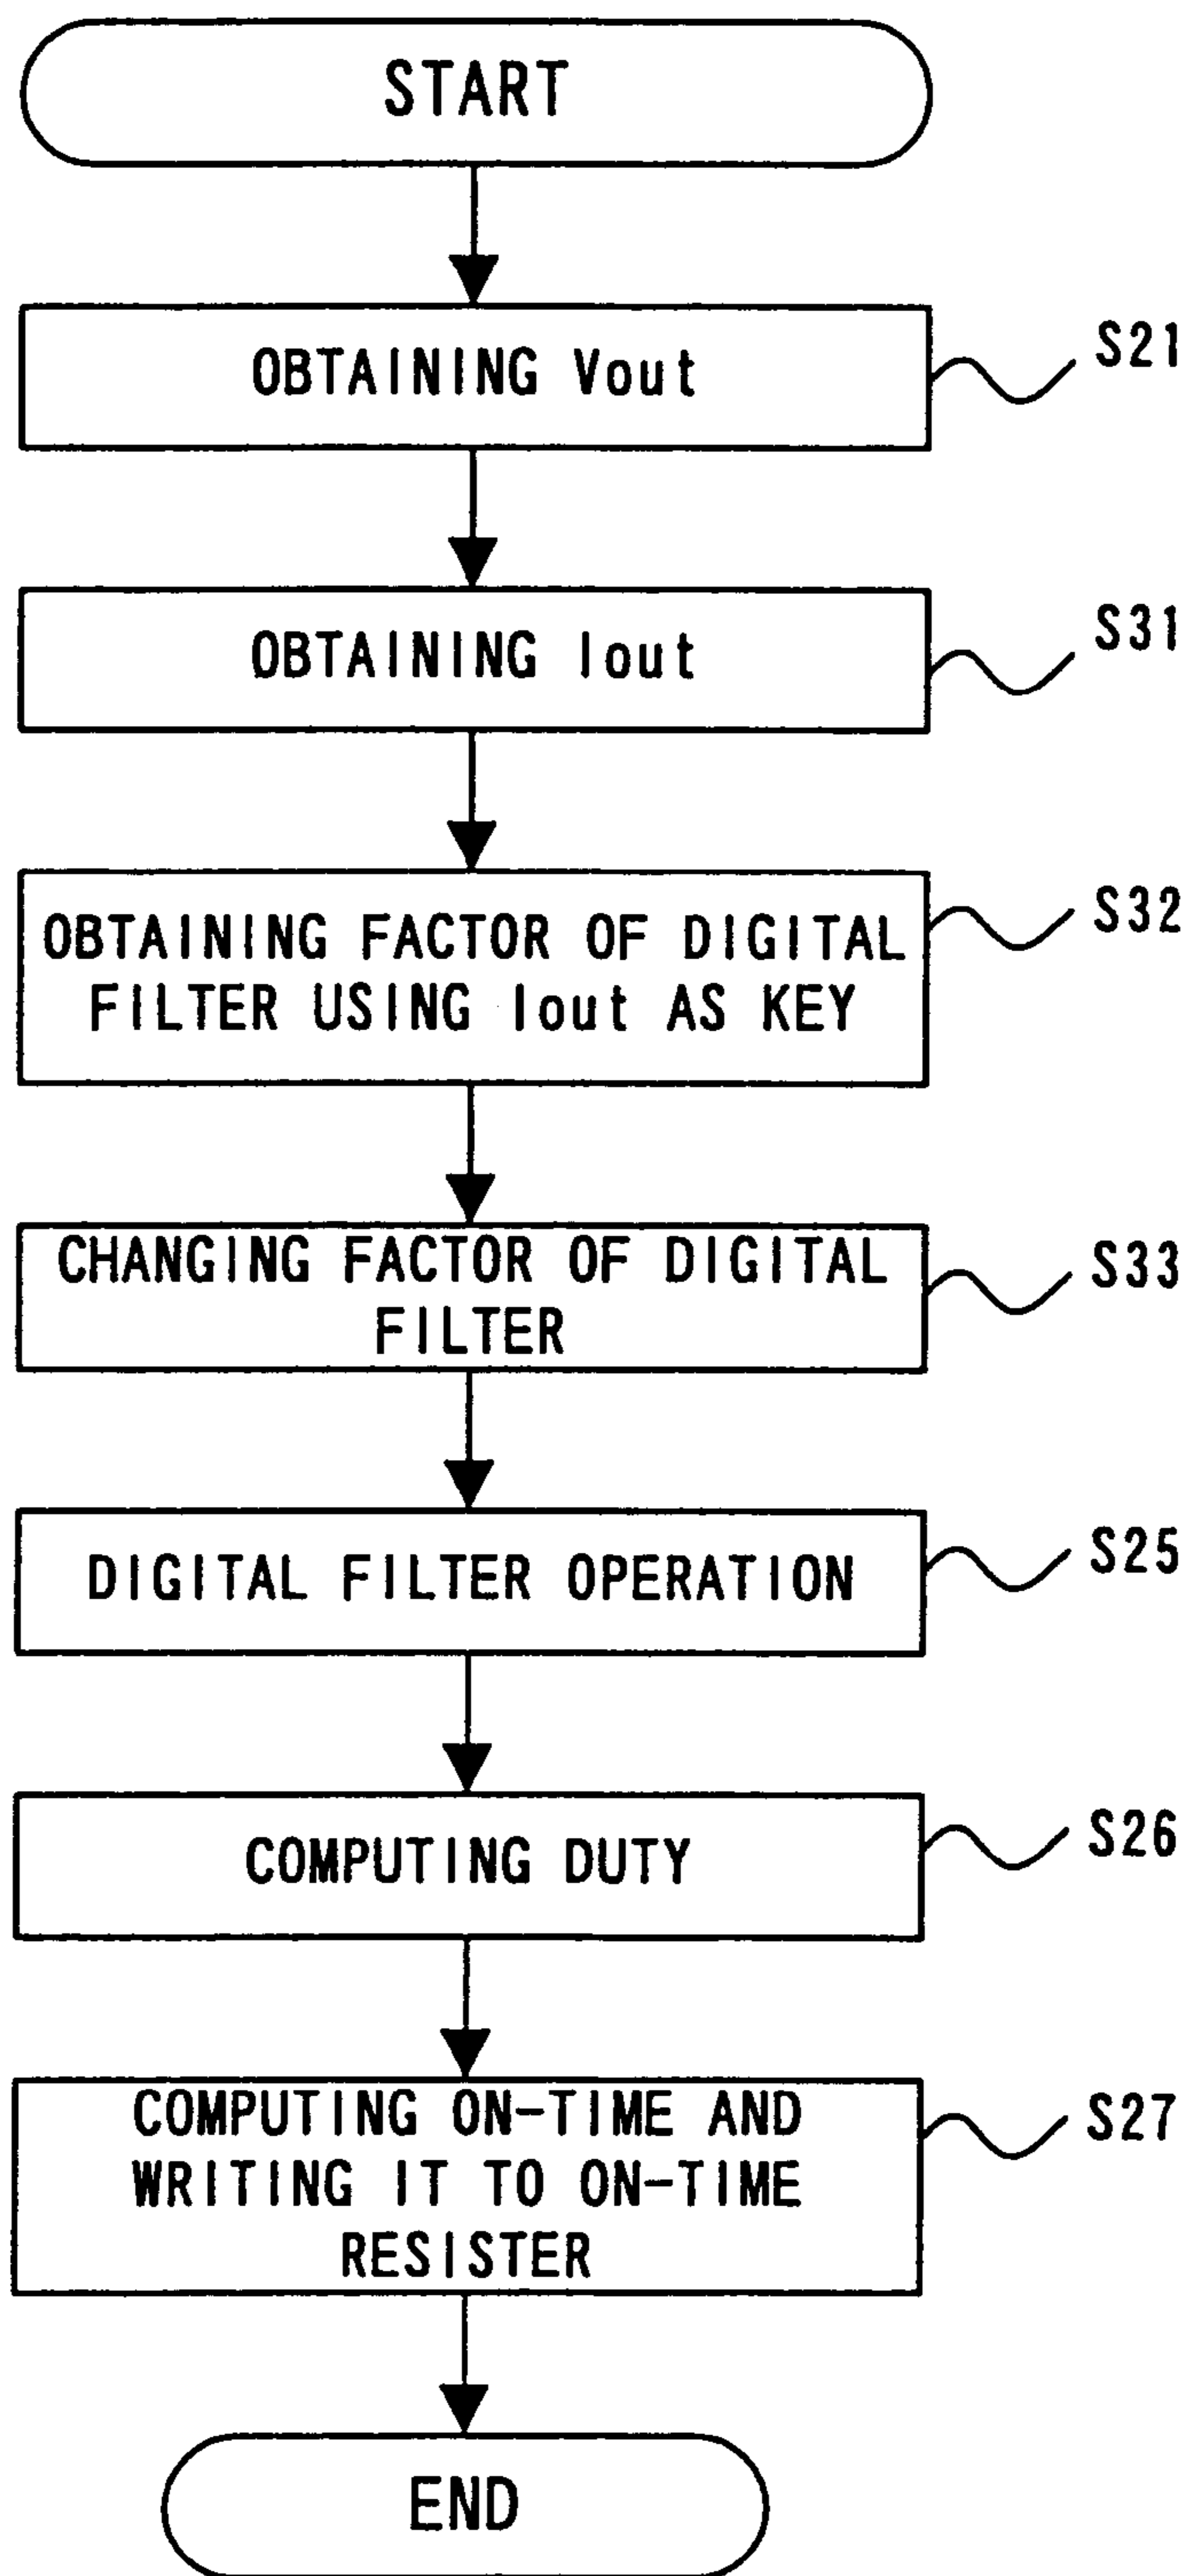 START
OBTAINING Vout
S21
OBTAINING Iout
S31
OBTAINING FACTOR OF DIGITAL
FILTER USING Iout AS KEY
S32
CHANGING FACTOR OF DIGITAL
FILTER
S33
DIGITAL FILTER OPERATION
S25
COMPUTING DUTY
S26
COMPUTING ON-TIME AND
WRITING IT TO ON-TIME
RESISTER
S27
END